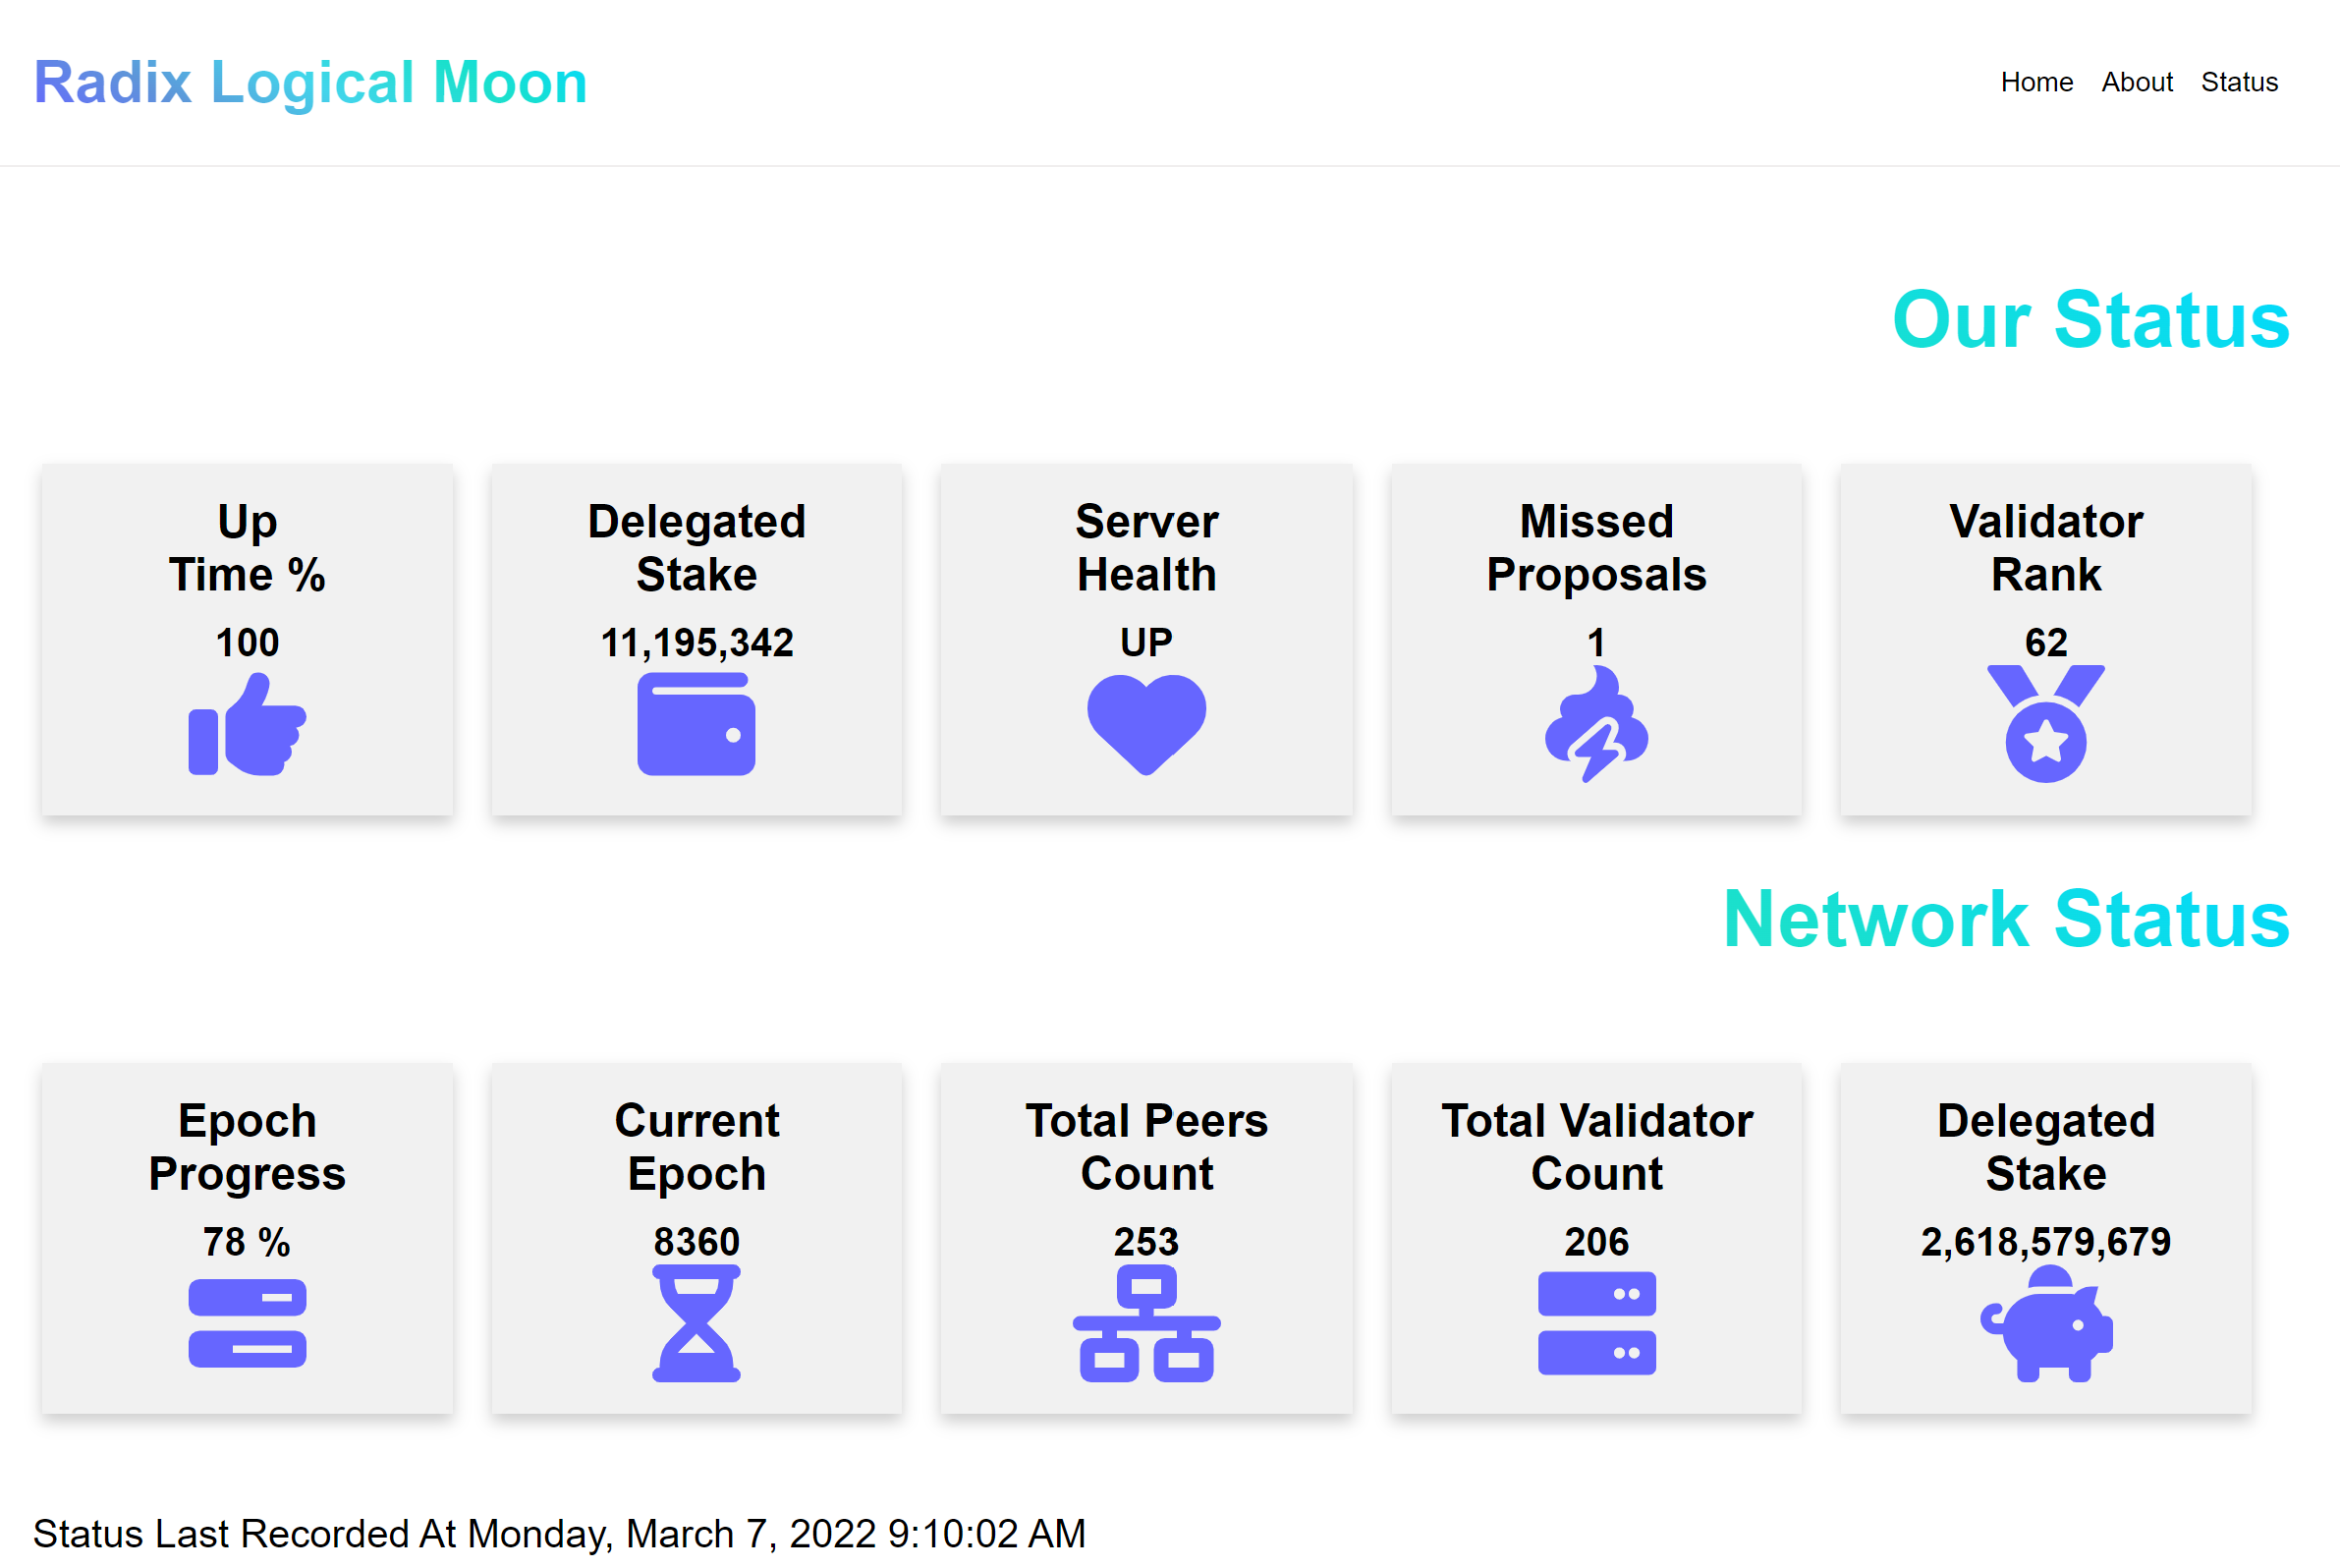 Radix Logical Moon
Home About Status
Our Status
Up
Time %
100
Delegated
Stake
11,195,342
Server
Health
UP
Missed
Proposals
1
Validator
Rank
62
Network Status
Epoch
Progress
78 %
Current
Epoch
8360
Total Peers
Count
253
Total Validator
Count
206
Delegated
Stake
2,618,579,679
Status Last Recorded At Monday, March 7, 2022 9:10:02 AM